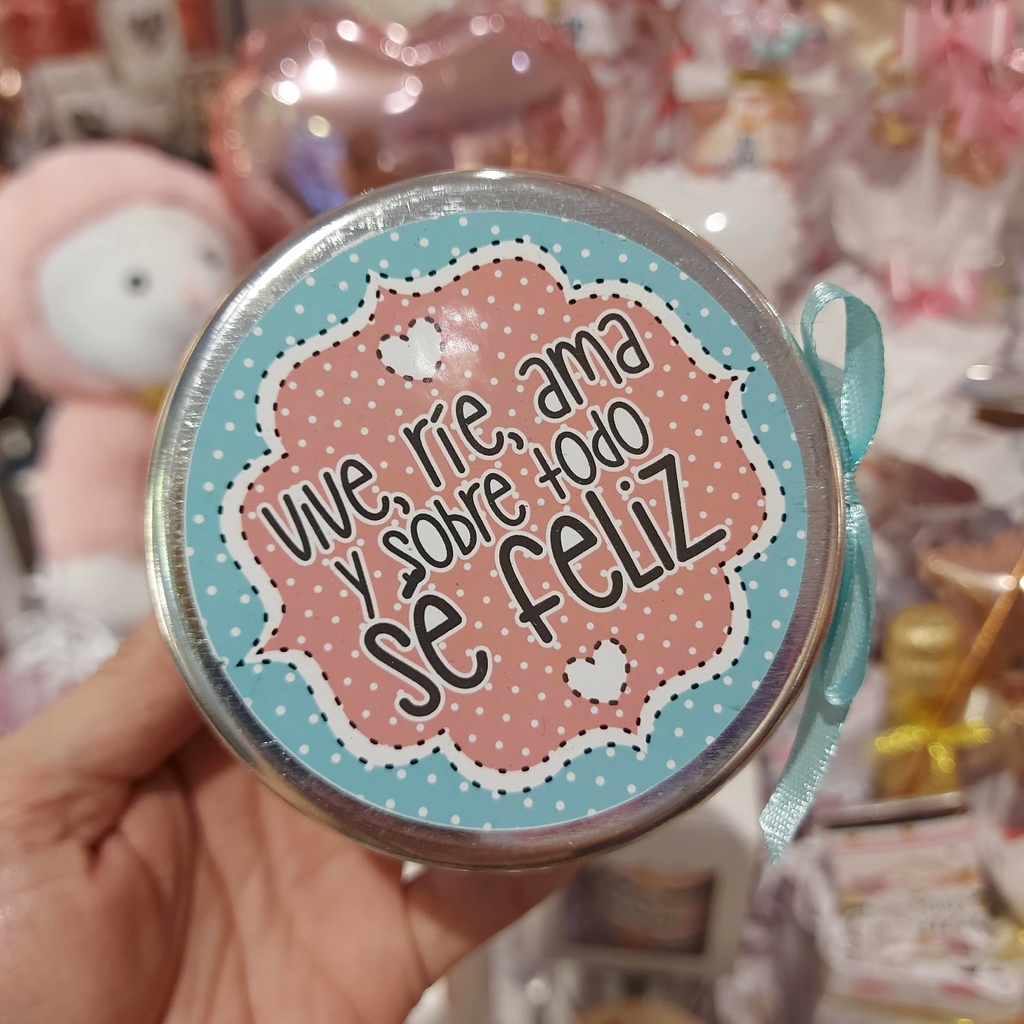 vive, ríe, ama
y sobre todo
sé feliz